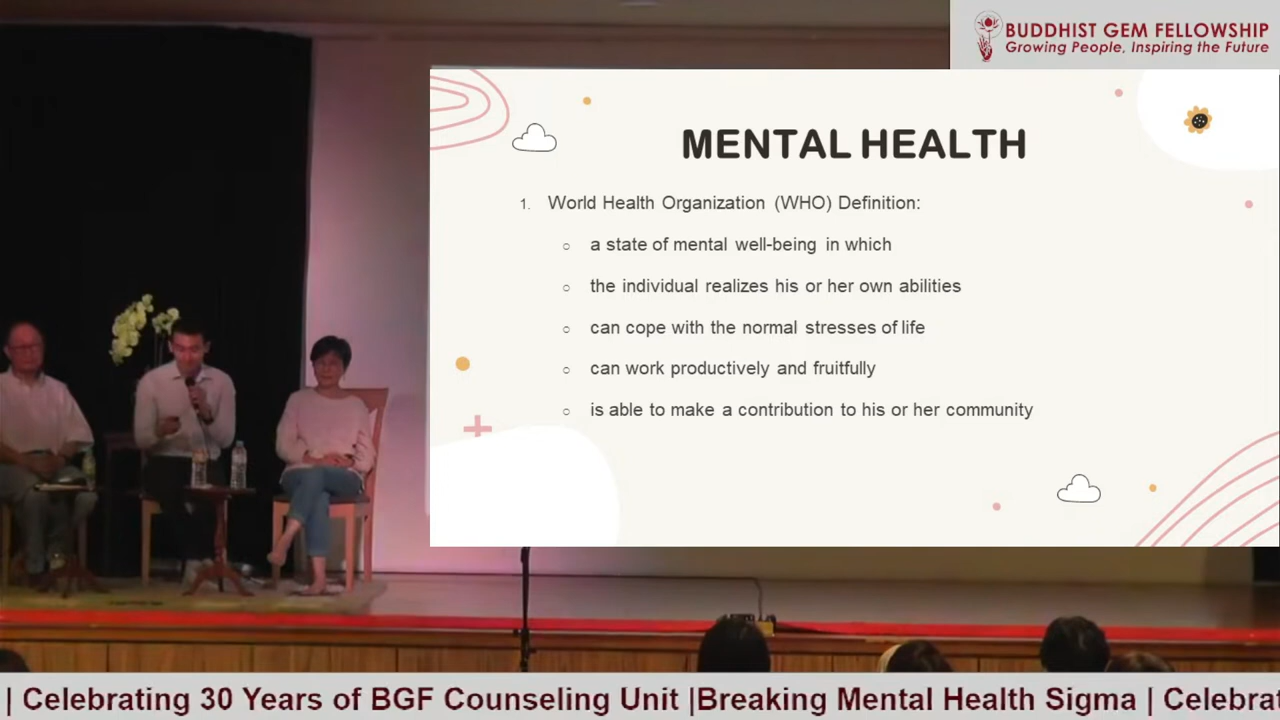 BUDDHIST GEM FELLOWSHIP
Growing People, Inspiring the Future
MENTAL HEALTH
1. World Health Organization (WHO) Definition:
○ a state of mental well-being in which
○ the individual realizes his or her own abilities
○ can cope with the normal stresses of life
○ can work productively and fruitfully
○ is able to make a contribution to his or her community
| Celebrating 30 Years of BGF Counseling Unit |Breaking Mental Health Sigma | Celebrat